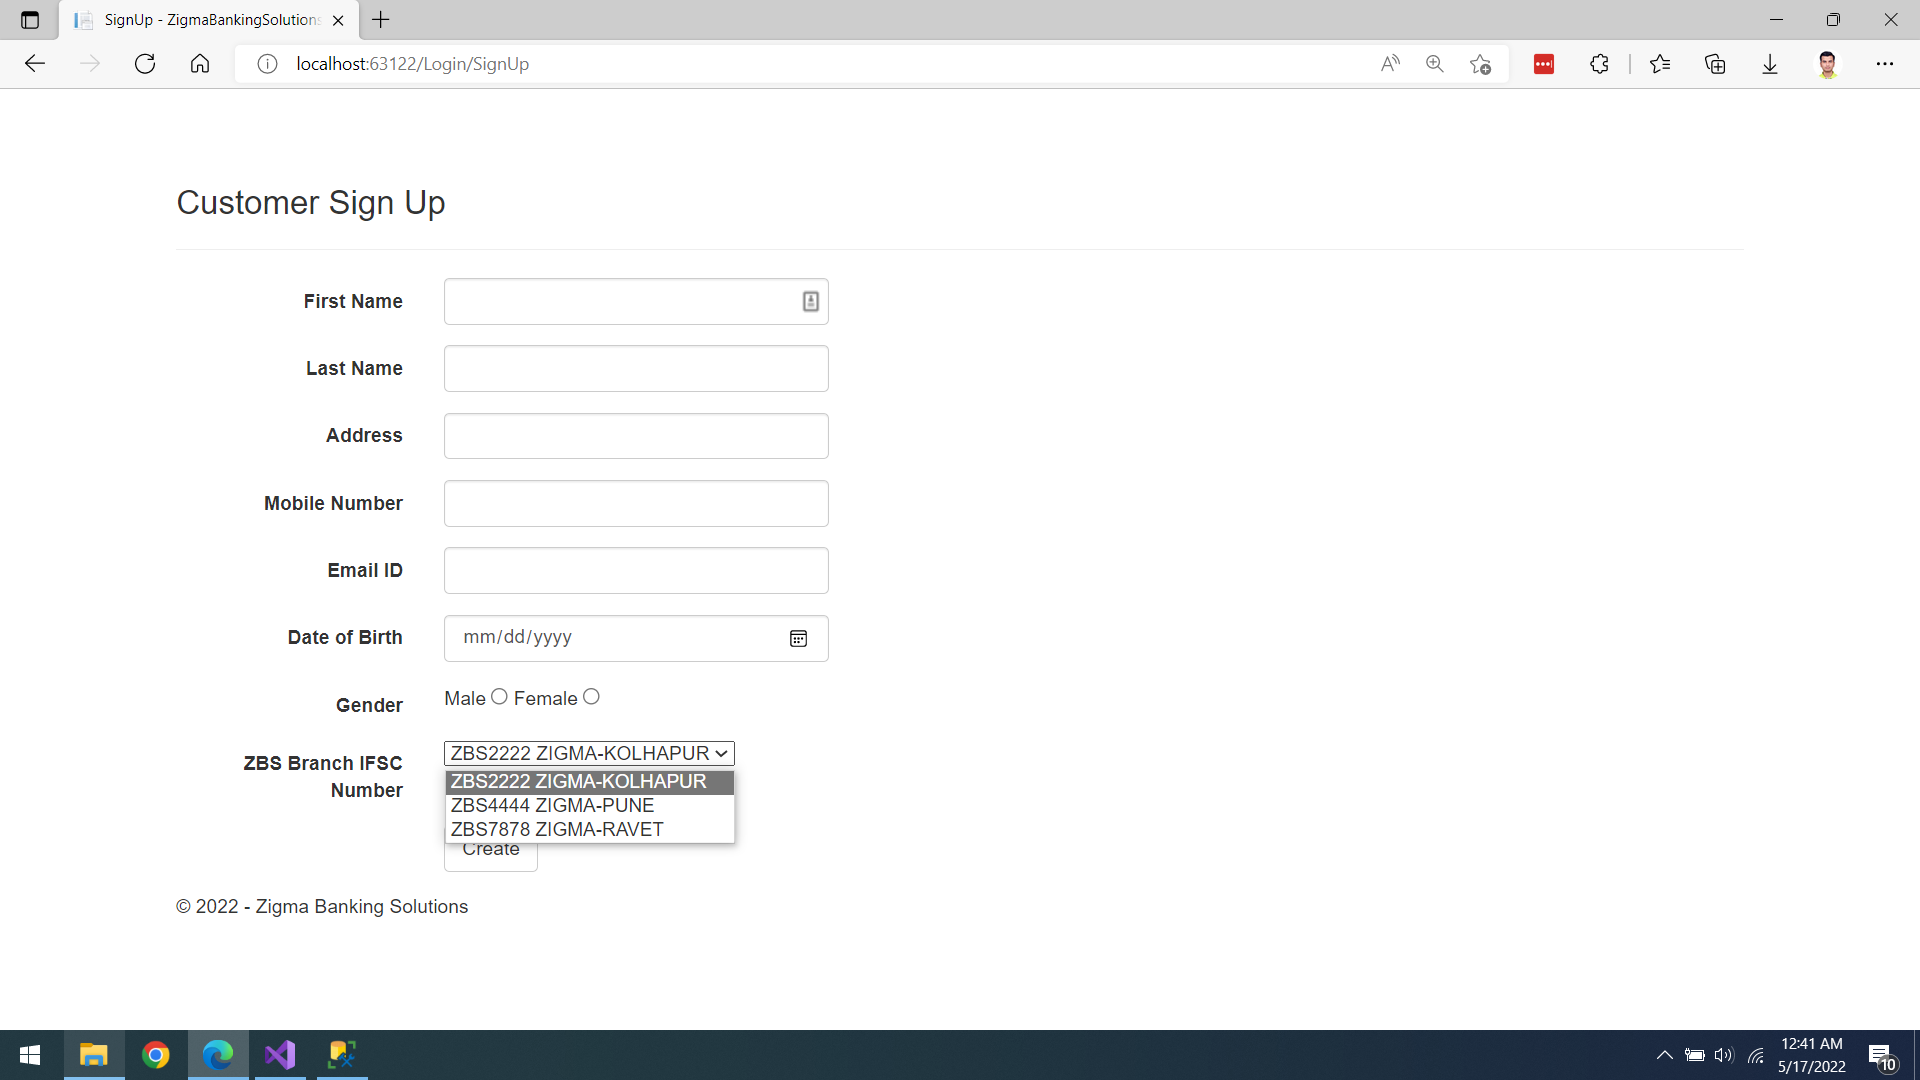 SignUp - ZigmaBankingSolutions
localhost:63122/Login/SignUp
Customer Sign Up
First Name
Last Name
Address
Mobile Number
Email ID
Date of Birth
mm/dd/yyyy
Gender
Male Female
ZBS Branch IFSC
Number
ZBS2222 ZIGMA-KOLHAPUR
ZBS2222 ZIGMA-KOLHAPUR
ZBS4444 ZIGMA-PUNE
ZBS7878 ZIGMA-RAVET
Create
© 2022 - Zigma Banking Solutions
12:41 AM
5/17/2022
10